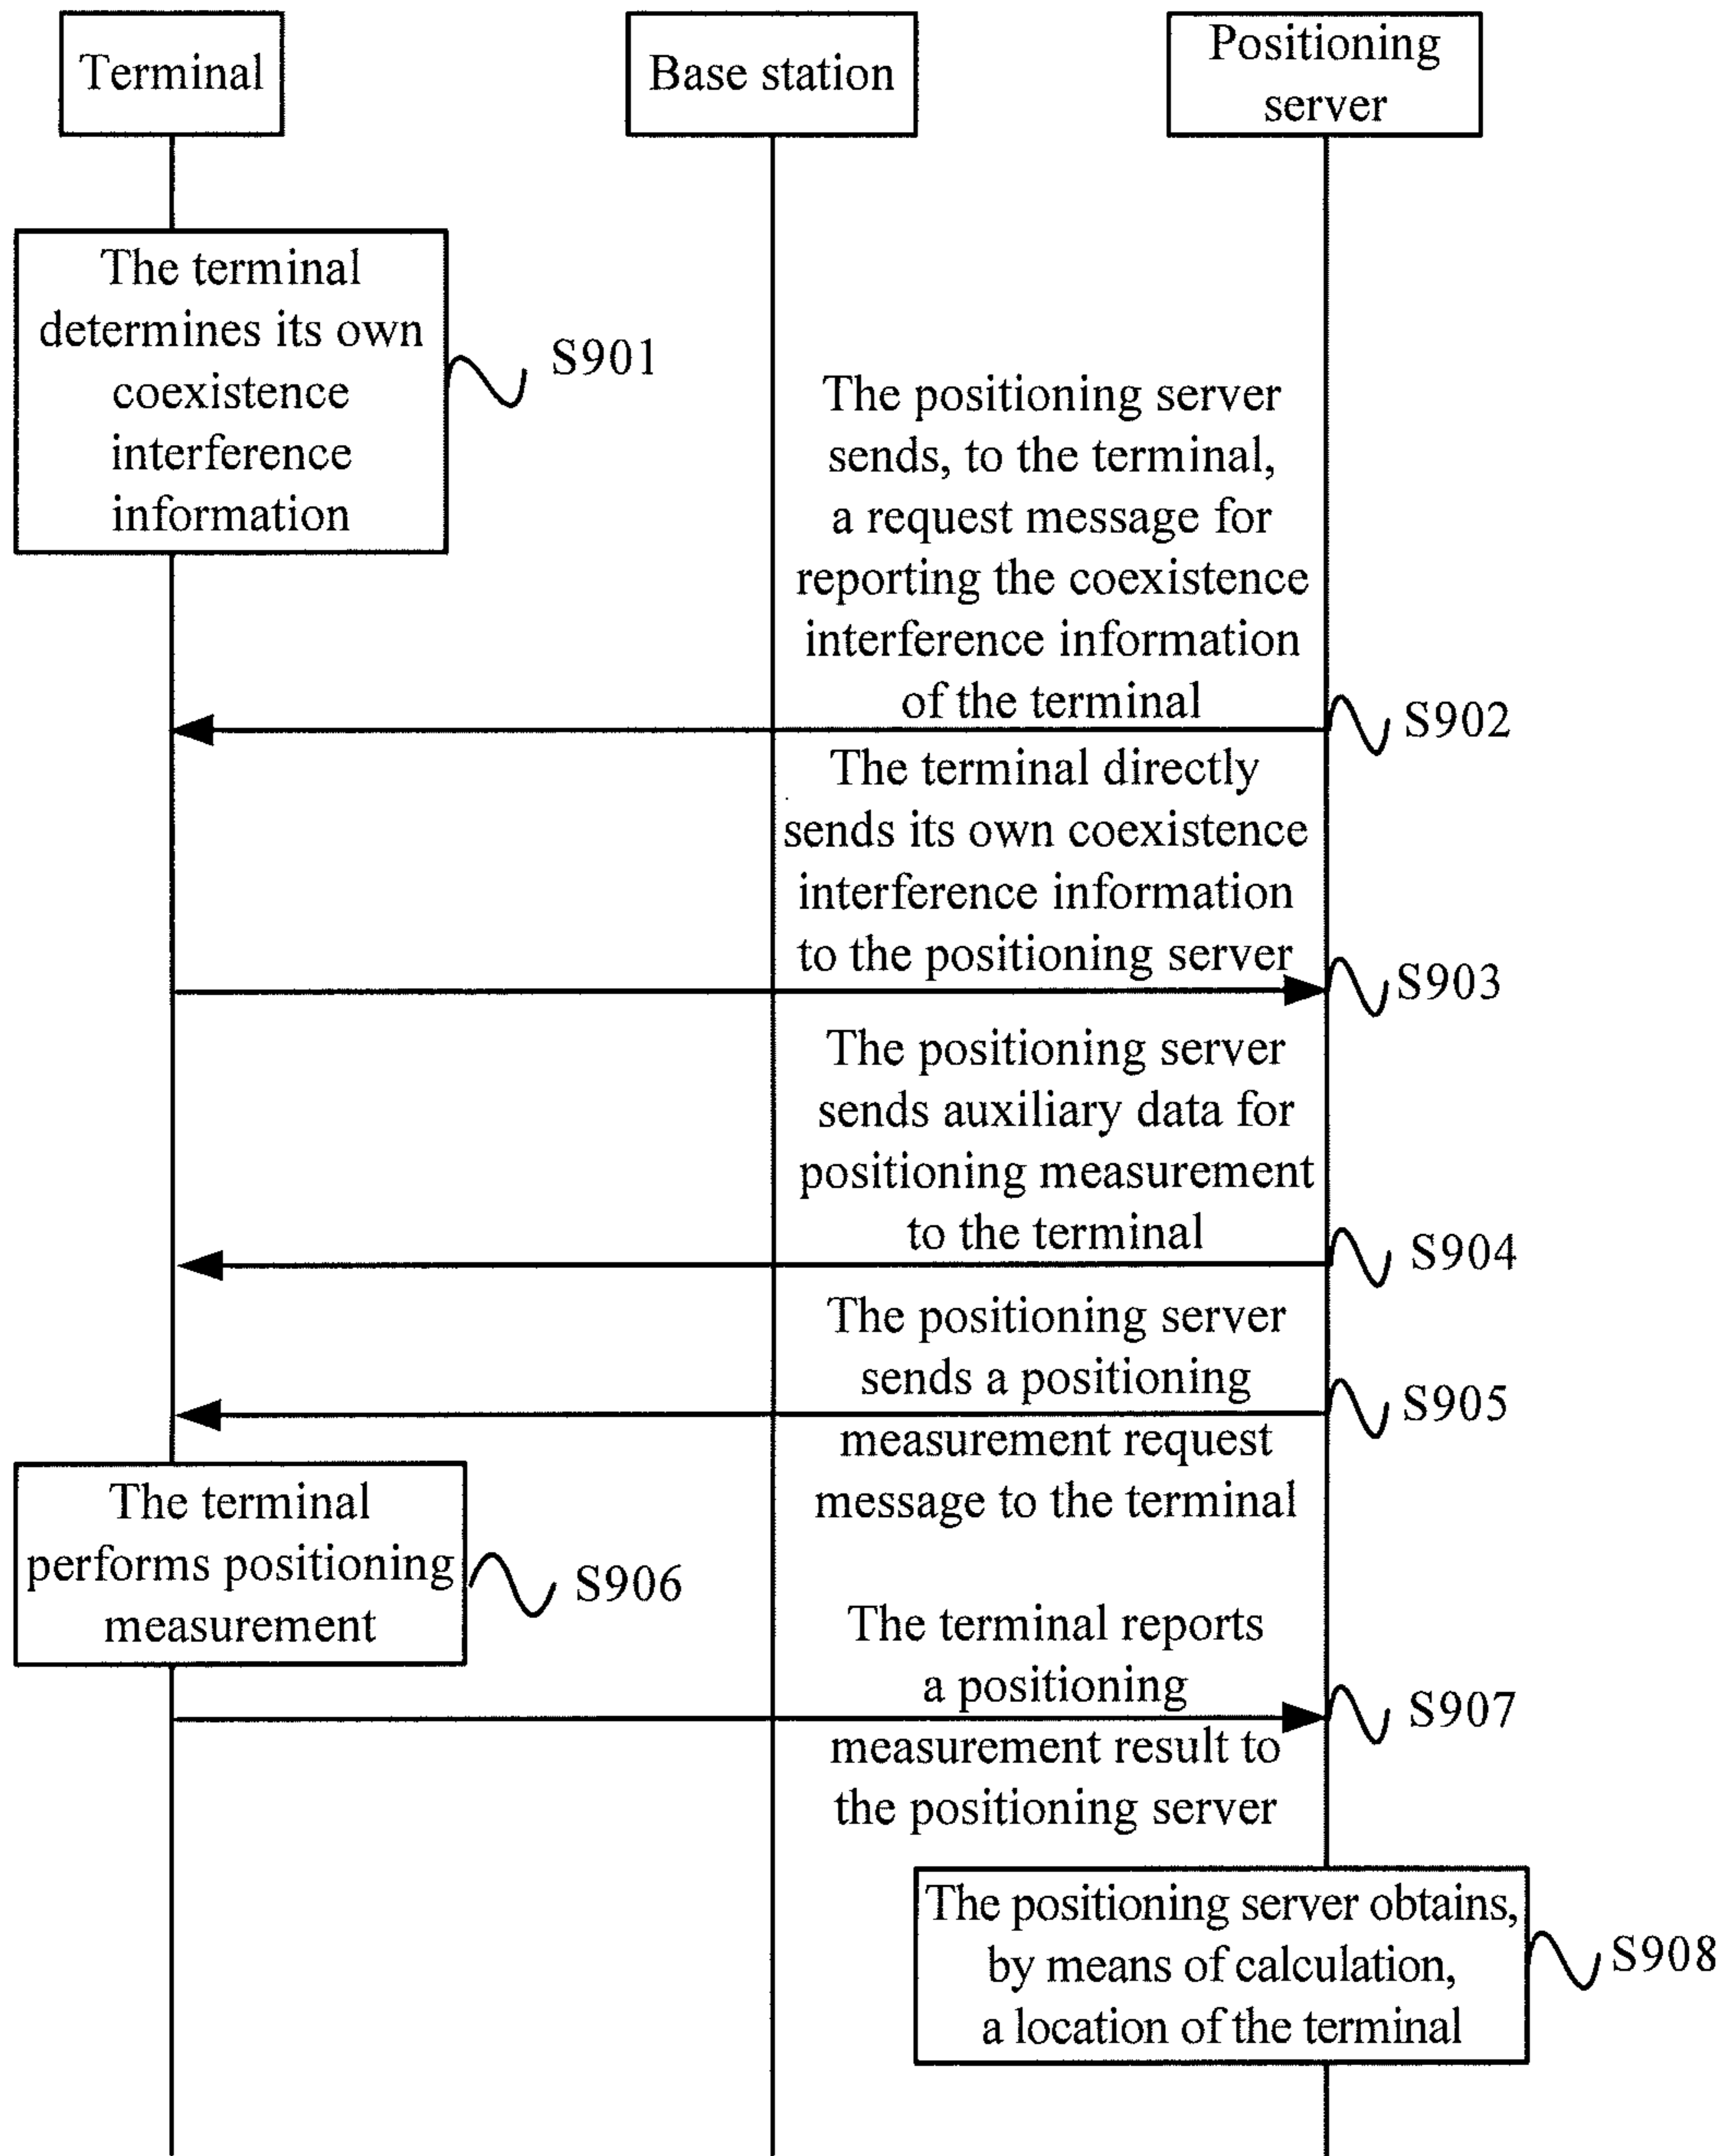 Terminal
Base station
Positioning
server
The terminal
determines its own
coexistence
interference
information
S901
The positioning server
sends, to the terminal,
a request message for
reporting the coexistence
interference information
of the terminal
S902
The terminal directly
sends its own coexistence
interference information
to the positioning server
S903
The positioning server
sends auxiliary data for
positioning measurement
to the terminal
S904
The positioning server
sends a positioning
measurement request
message to the terminal
S905
The terminal
performs positioning
measurement
S906
The terminal reports
a positioning
measurement result to
the positioning server
S907
The positioning server obtains,
by means of calculation,
a location of the terminal
S908